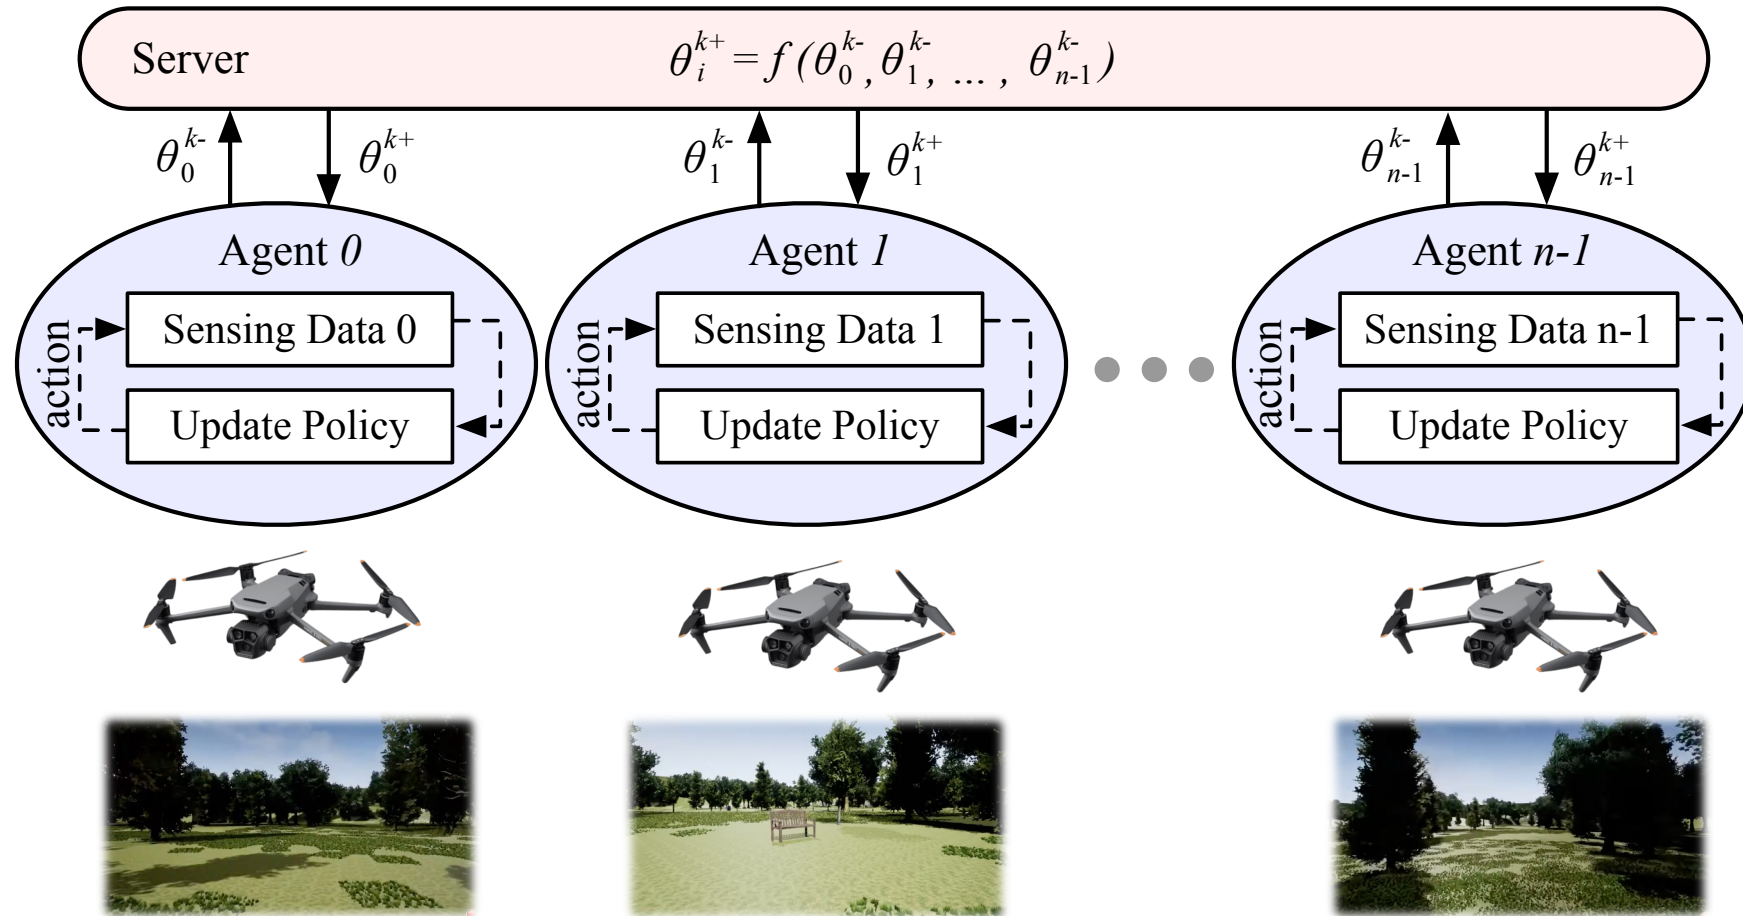 Server
θ_i^{k+} = f(θ_0^{k-}, θ_1^{k-}, ... , θ_{n-1}^{k-})
θ_0^{k-} θ_0^{k+} θ_1^{k-} θ_1^{k+} θ_{n-1}^{k-} θ_{n-1}^{k+}
Agent 0
action
Sensing Data 0
Update Policy
Agent 1
action
Sensing Data 1
Update Policy
Agent n-1
action
Sensing Data n-1
Update Policy